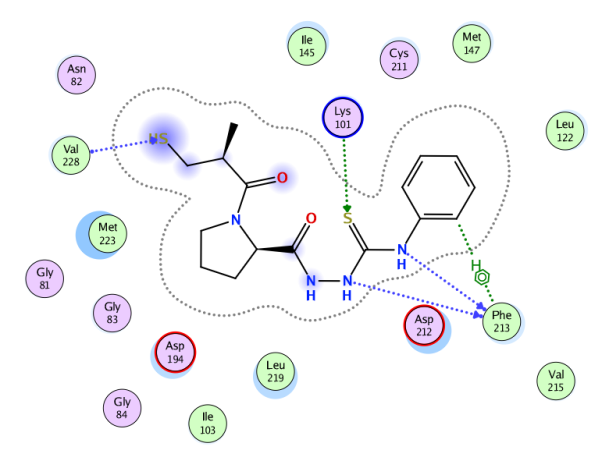 Ile
145
Met
147
Cys
211
Asn
82
Lys
101
Leu
122
HS
Val
228
O
S
N
O
Met
223
N
H
H
Gly
81
N
H
N
H
Gly
83
Phe
213
Asp
212
Asp
194
Leu
219
Val
215
Gly
84
Ile
103